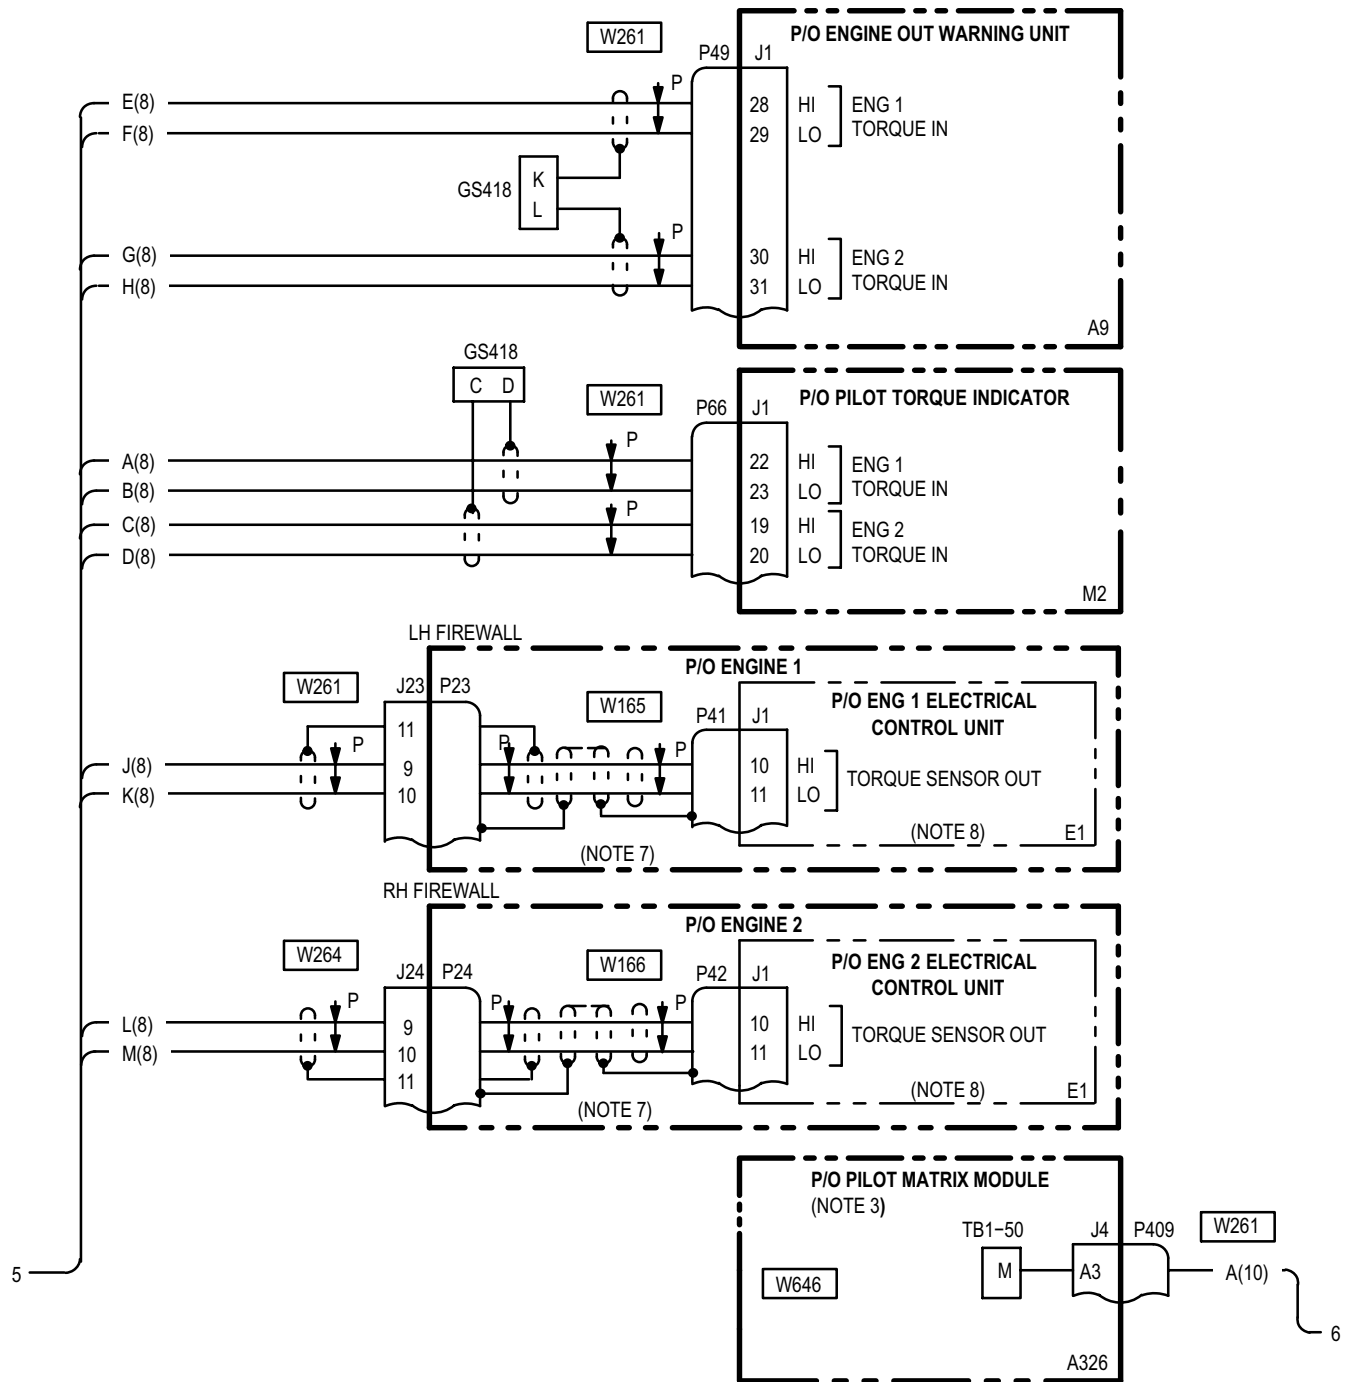 W261
P/O ENGINE OUT WARNING UNIT
P49 J1
E(8) P 28 HI ENG 1
F(8) 29 LO TORQUE IN
GS418 K
L
G(8) P 30 HI ENG 2
H(8) 31 LO TORQUE IN
A9
GS418
C D
W261
P/O PILOT TORQUE INDICATOR
P66 J1
A(8) P 22 HI ENG 1
B(8) 23 LO TORQUE IN
C(8) P 19 HI ENG 2
D(8) 20 LO TORQUE IN
M2
LH FIREWALL
P/O ENGINE 1
W261
J23 P23
W165
P41 J1
P/O ENG 1 ELECTRICAL
CONTROL UNIT
11
J(8) P 9 P P 10 HI TORQUE SENSOR OUT
K(8) 10 11 LO
(NOTE 7)
(NOTE 8) E1
RH FIREWALL
P/O ENGINE 2
W264
J24 P24
W166
P42 J1
P/O ENG 2 ELECTRICAL
CONTROL UNIT
L(8) P 9 P P 10 HI TORQUE SENSOR OUT
M(8) 10 11 LO
11
(NOTE 7)
(NOTE 8) E1
P/O PILOT MATRIX MODULE
(NOTE 3)
TB1−50 J4 P409 W261
5 W646 M A3 A(10)
6
A326